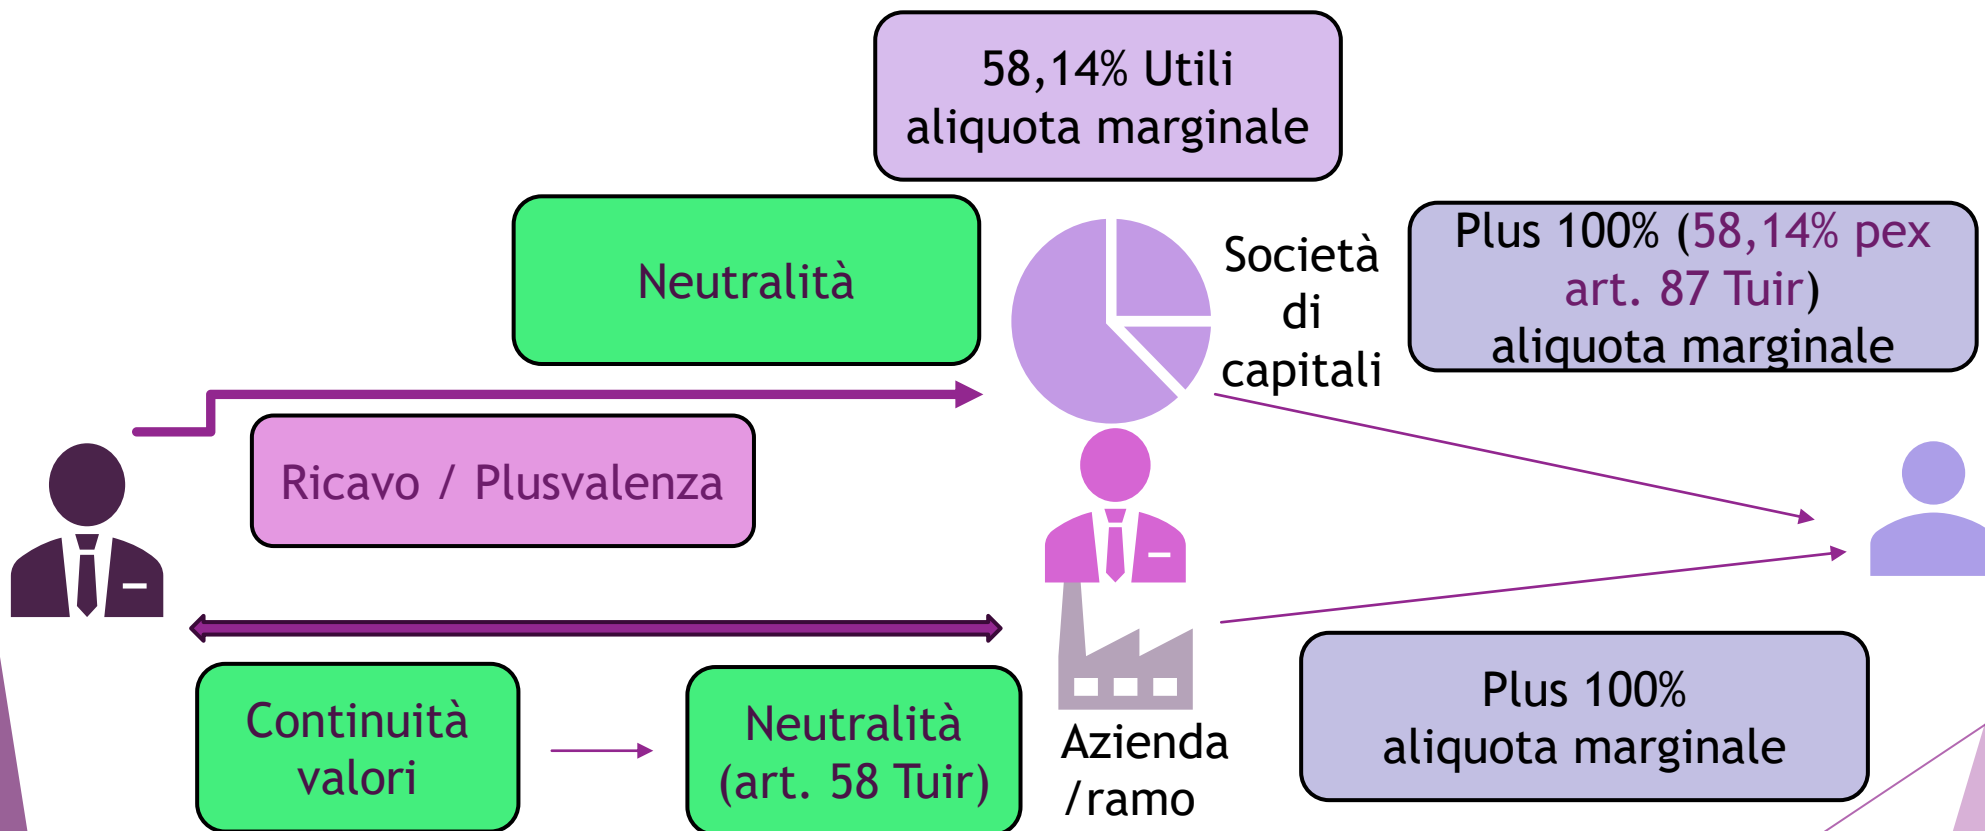 58,14% Utili
aliquota marginale
Neutralità
Società
di
capitali
Plus 100% (58,14% pex
art. 87 Tuir)
aliquota marginale
Ricavo / Plusvalenza
Continuità
valori
Neutralità
(art. 58 Tuir)
Azienda
/ramo
Plus 100%
aliquota marginale